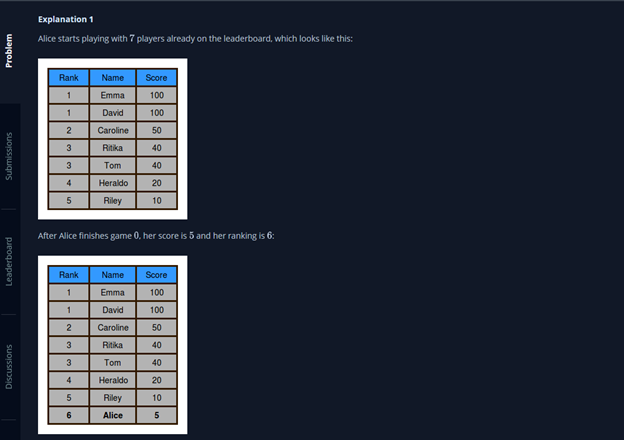 Problem
Submissions
Leaderboard
Discussions
Explanation 1
Alice starts playing with 7 players already on the leaderboard, which looks like this:
Rank Name Score
1 Emma 100
1 David 100
2 Caroline 50
3 Ritika 40
3 Tom 40
4 Heraldo 20
5 Riley 10
After Alice finishes game 0, her score is 5 and her ranking is 6:
Rank Name Score
1 Emma 100
1 David 100
2 Caroline 50
3 Ritika 40
3 Tom 40
4 Heraldo 20
5 Riley 10
6 Alice 5